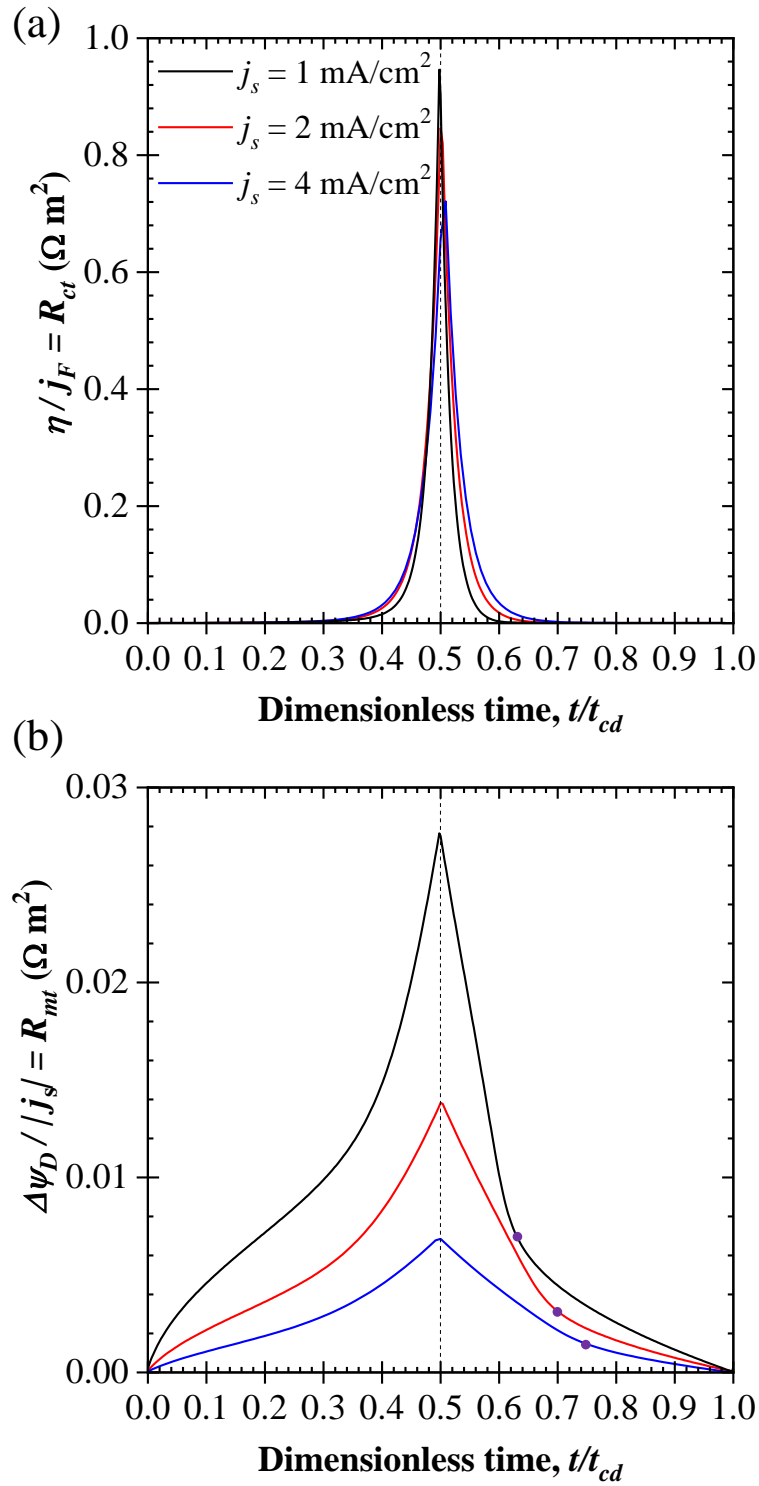 (a)
1.0
0.8
0.6
0.4
0.2
0.0
η / j_F = R_ct (Ω m²)
j_s = 1 mA/cm²
j_s = 2 mA/cm²
j_s = 4 mA/cm²
0.0 0.1 0.2 0.3 0.4 0.5 0.6 0.7 0.8 0.9 1.0
Dimensionless time, t/t_cd
(b)
0.03
0.02
0.01
0.00
Δψ_D / |j_s| = R_mt (Ω m²)
0.0 0.1 0.2 0.3 0.4 0.5 0.6 0.7 0.8 0.9 1.0
Dimensionless time, t/t_cd